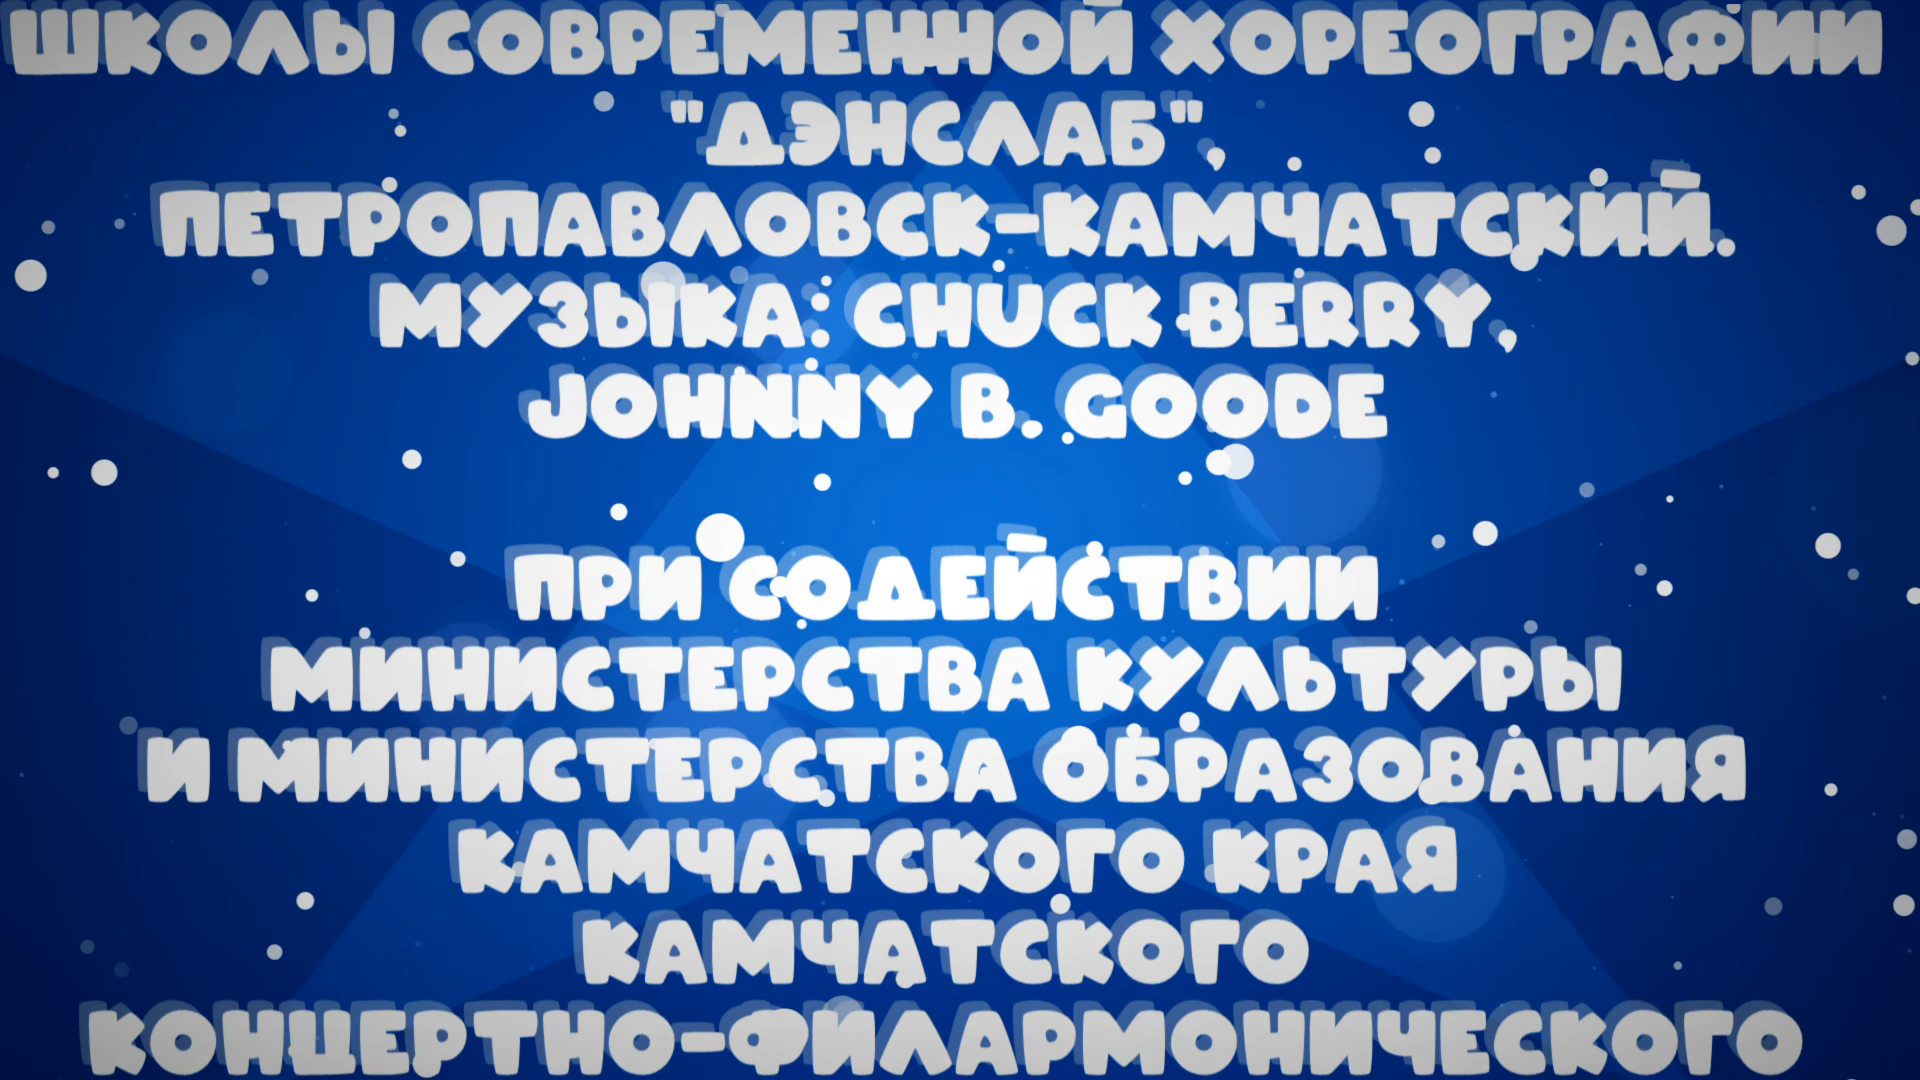 ШКОЛЫ СОВРЕМЕННОЙ ХОРЕОГРАФИИ
"ДЭНСЛАБ",
ПЕТРОПАВЛОВСК-КАМЧАТСКИЙ.
МУЗЫКА: CHUCK BERRY,
JOHNNY B. GOODE
ПРИ СОДЕЙСТВИИ
МИНИСТЕРСТВА КУЛЬТУРЫ
И МИНИСТЕРСТВА ОБРАЗОВАНИЯ
КАМЧАТСКОГО КРАЯ
КАМЧАТСКОГО
КОНЦЕРТНО-ФИЛАРМОНИЧЕСКОГО